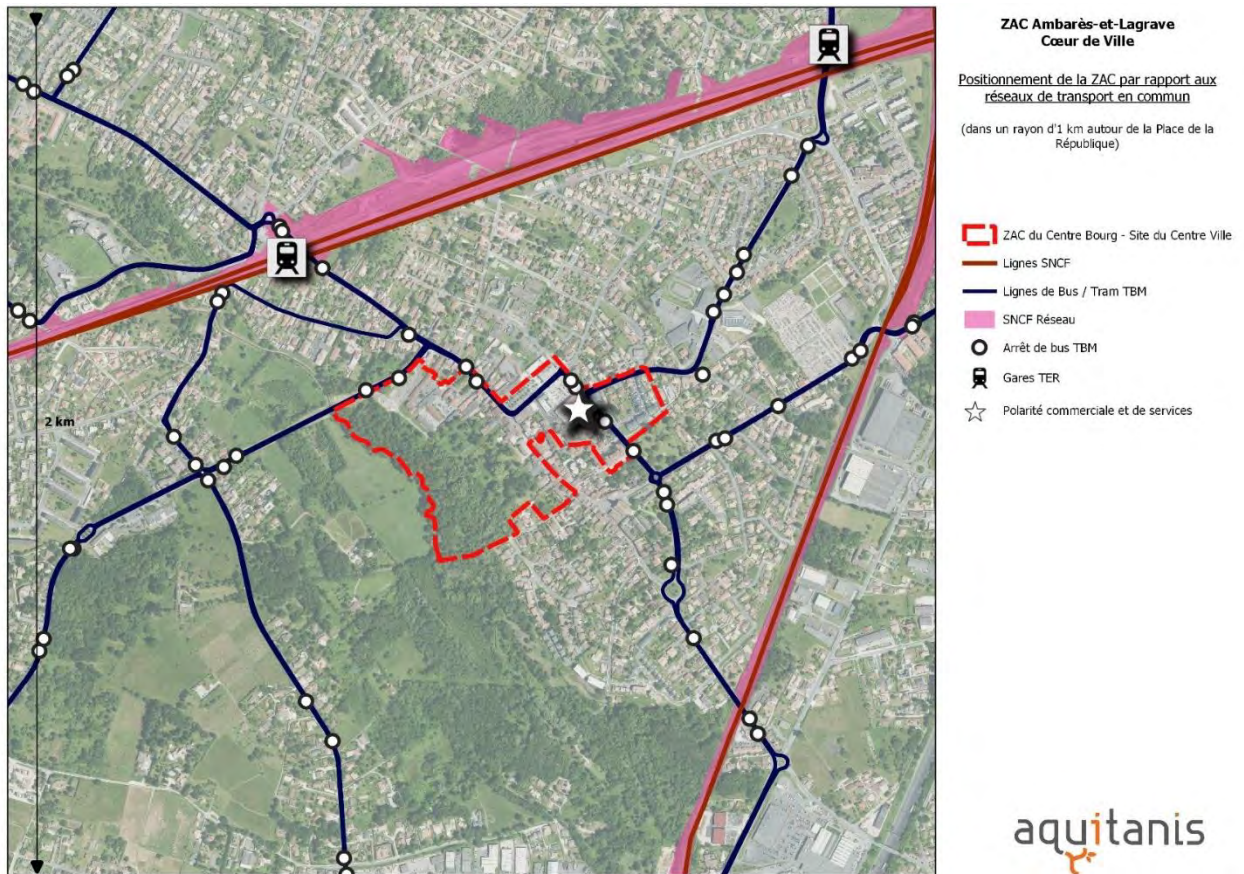 ZAC Ambarès-et-Lagrave
Cœur de Ville
Positionnement de la ZAC par rapport aux
réseaux de transport en commun
(dans un rayon d'1 km autour de la Place de la
République)
ZAC du Centre Bourg - Site du Centre Ville
Lignes SNCF
Lignes de Bus / Tram TBM
SNCF Réseau
Arrêt de bus TBM
Gares TER
Polarité commerciale et de services
2 km
aquitanis